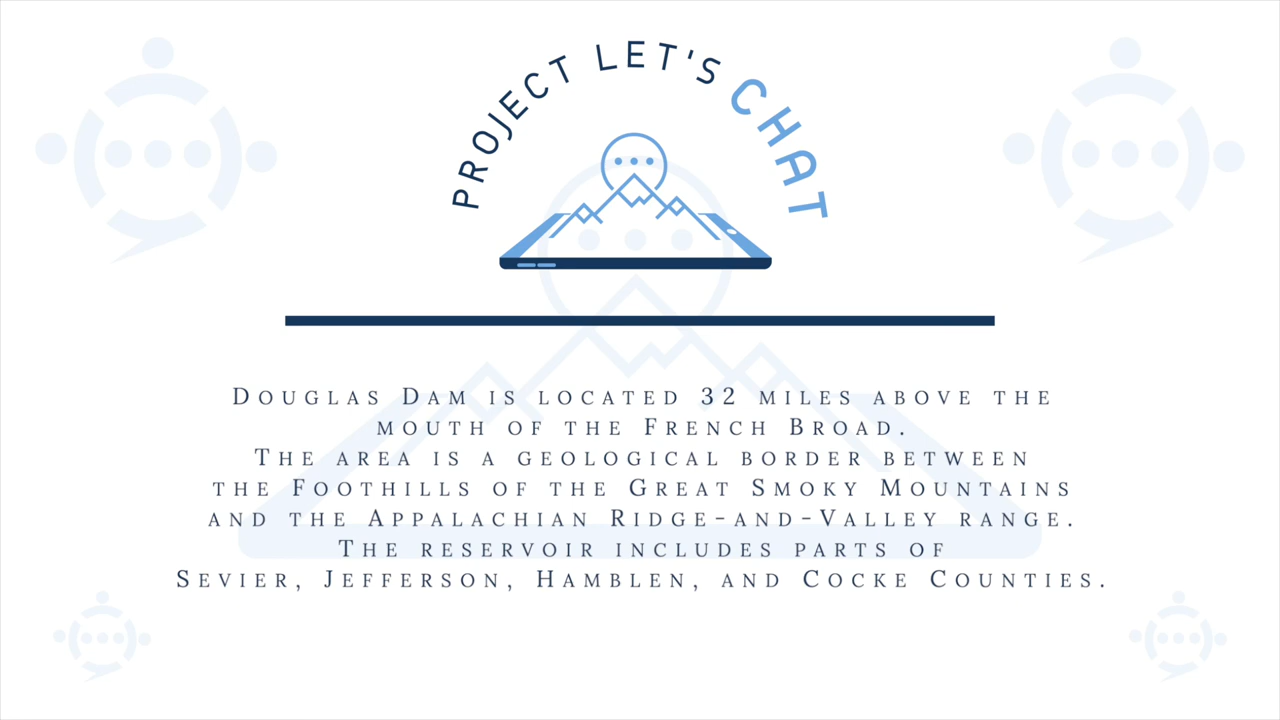 PROJECT LET'S CHAT
Douglas Dam is located 32 miles above the
mouth of the French Broad.
The area is a geological border between
the Foothills of the Great Smoky Mountains
and the Appalachian Ridge-and-Valley range.
The reservoir includes parts of
Sevier, Jefferson, Hamblen, and Cocke Counties.